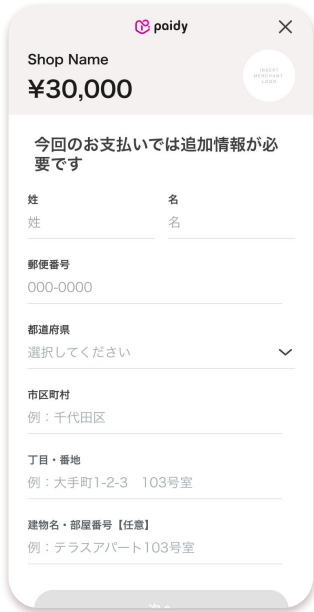 paidy
Shop Name
¥30,000
INSERT
MERCHANT
LOGO
今回のお支払いでは追加情報が必
要です
姓 名
姓 名
郵便番号
000-0000
都道府県
選択してください
市区町村
例：千代田区
丁目・番地
例：大手町1-2-3　103号室
建物名・部屋番号【任意】
例：テラスアパート103号室